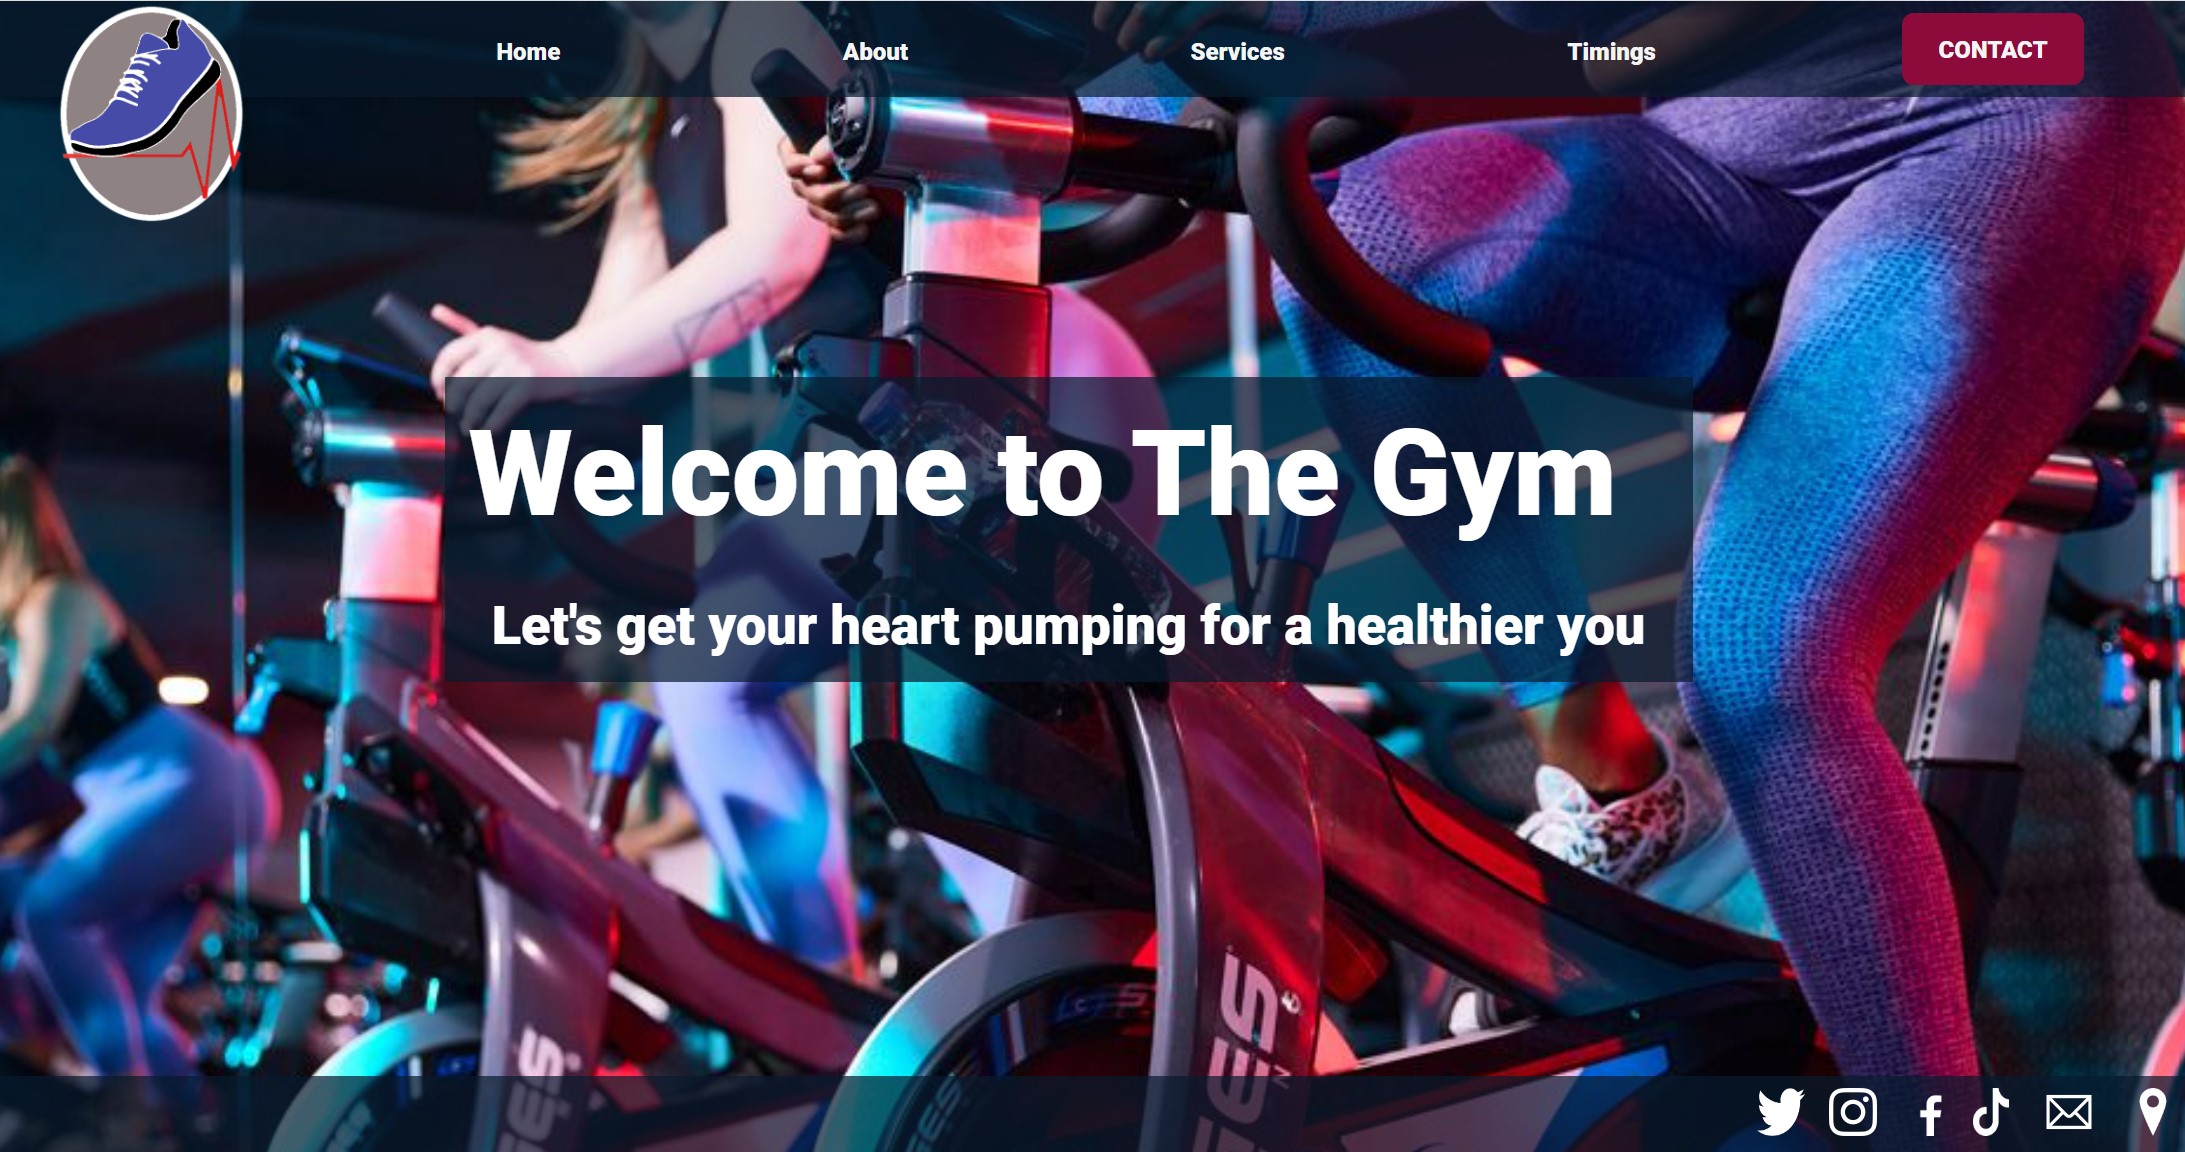 Home
About
Services
Timings
CONTACT
Welcome to The Gym
Let's get your heart pumping for a healthier you